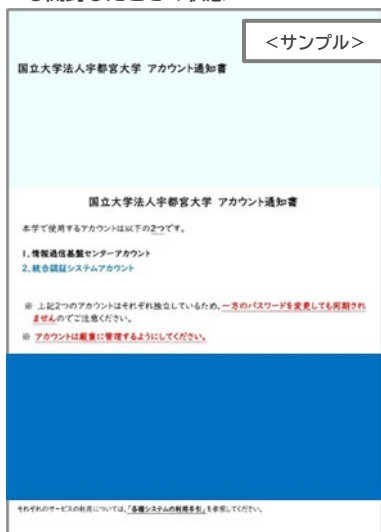 <サンプル>
国立大学法人宇都宮大学 アカウント通知書
国立大学法人宇都宮大学 アカウント通知書
本学で使用するアカウントは以下の2つです。
1.情報通信基盤センターアカウント
2.統合認証システムアカウント
※ 上記2つのアカウントはそれぞれ独立しているため、一方のパスワードを変更しても同期され
ませんのでご注意ください。
※ アカウントは厳重に管理するようにしてください。
それぞれのサービスの利用については、「各種システムの利用手引」を参照してください。